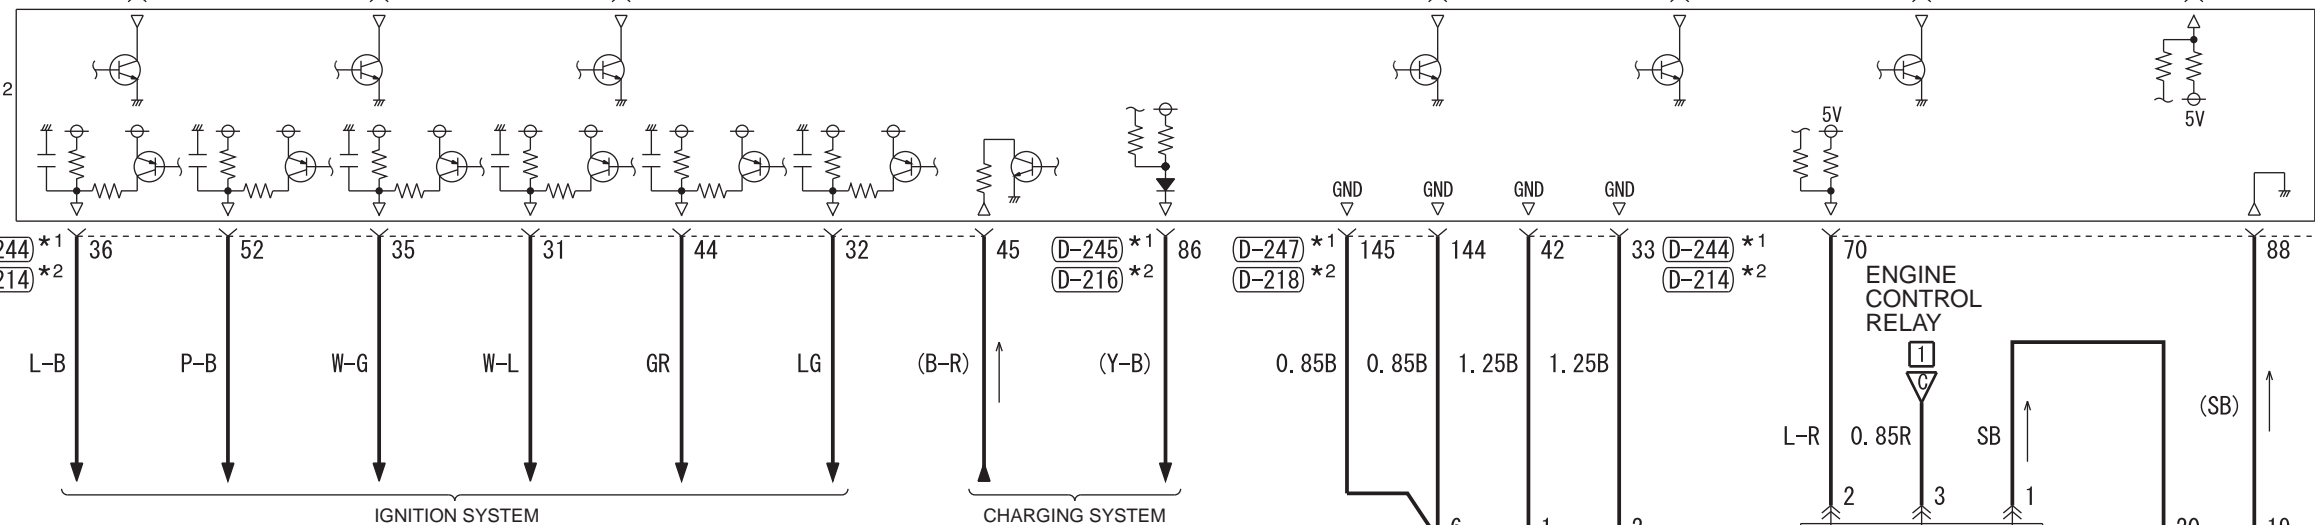 2
5V
5V
GND GND GND GND
244) *1 36 52 35 31 44 32 45 (D-245) *1 86 (D-247) *1 145 144 42 33 (D-244) *1 70 88
214) *2 (D-216) *2 (D-218) *2 (D-214) *2
ENGINE
CONTROL
RELAY
1
C
L-B P-B W-G W-L GR LG (B-R) (Y-B) 0.85B 0.85B 1.25B 1.25B
(SB)
L-R 0.85R SB
2 3 1
IGNITION SYSTEM CHARGING SYSTEM